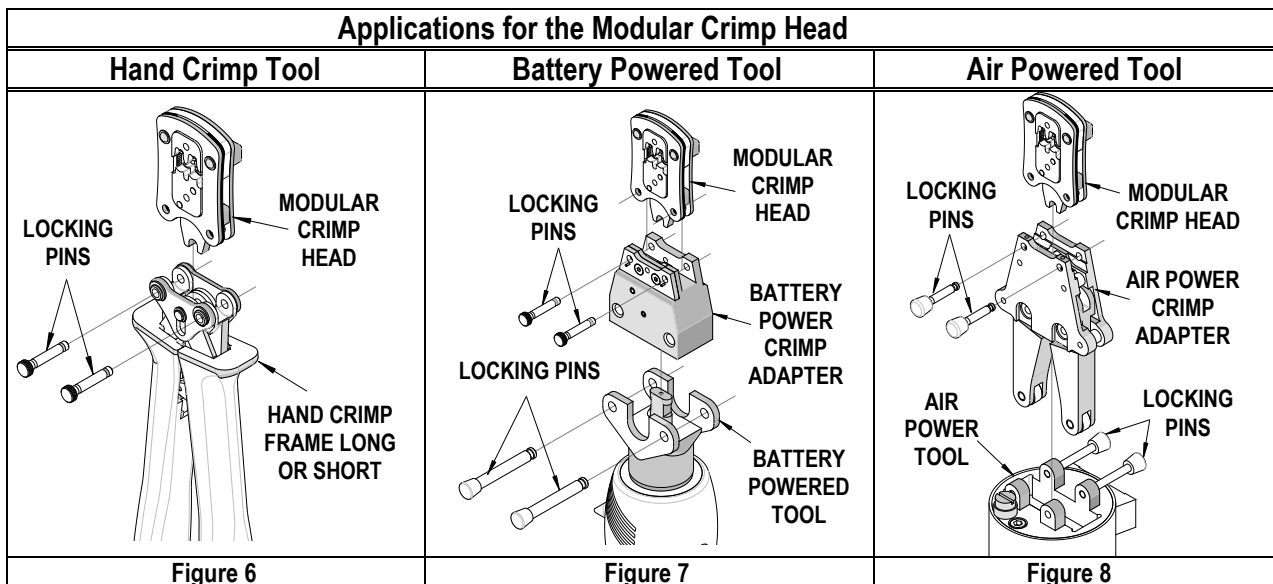 Applications for the Modular Crimp Head
Hand Crimp Tool
Battery Powered Tool
Air Powered Tool
MODULAR
CRIMP
HEAD
LOCKING
PINS
HAND CRIMP
FRAME LONG
OR SHORT
MODULAR
CRIMP
HEAD
LOCKING
PINS
BATTERY
POWER
CRIMP
ADAPTER
LOCKING PINS
BATTERY
POWERED
TOOL
LOCKING
PINS
MODULAR
CRIMP HEAD
AIR POWER
CRIMP
ADAPTER
AIR
POWER
TOOL
LOCKING
PINS
Figure 6
Figure 7
Figure 8